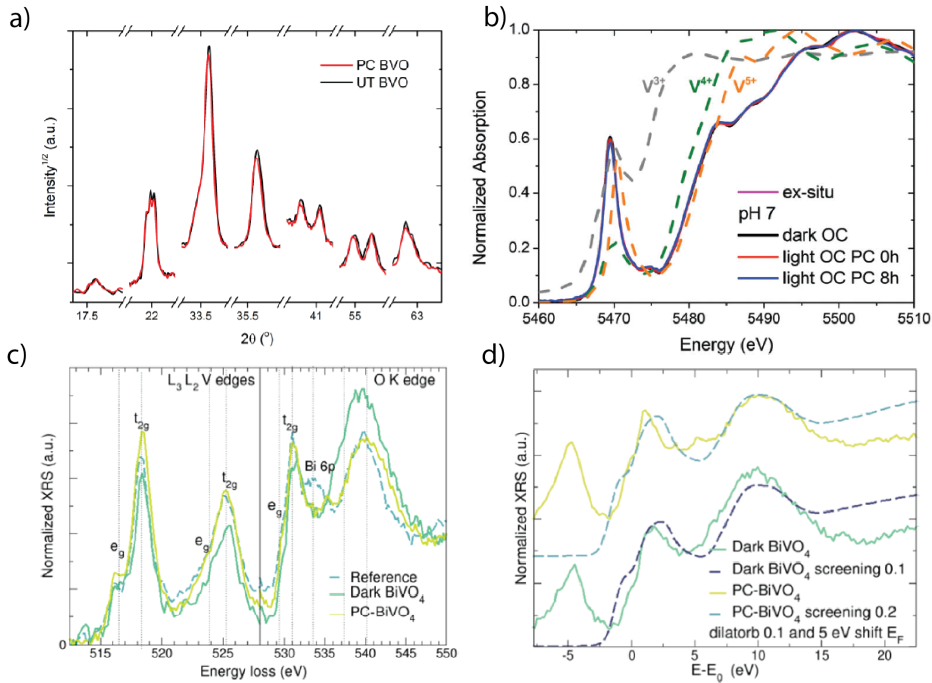 a)
PC BVO
UT BVO
Intensity^1/2 (a.u.)
17.5 22 33.5 35.5 41 55 63
2θ (°)
b)
Normalized Absorption
1.0
0.8
0.6
0.4
0.2
0.0
V3+
V4+
V5+
ex-situ
pH 7
dark OC
light OC PC 0h
light OC PC 8h
5460 5470 5480 5490 5500 5510
Energy (eV)
c)
Normalized XRS (a.u.)
L3 L2 V edges
O K edge
t2g
t2g
t2g
Bi 6p
eg
eg
eg
Reference
Dark BiVO4
PC-BiVO4
0
515 520 525 530 535 540 545 550
Energy loss (eV)
d)
Normalized XRS (a.u.)
Dark BiVO4
Dark BiVO4 screening 0.1
PC-BiVO4
PC-BiVO4 screening 0.2
dilatorb 0.1 and 5 eV shift EF
-5 0 5 10 15 20
E-E0 (eV)